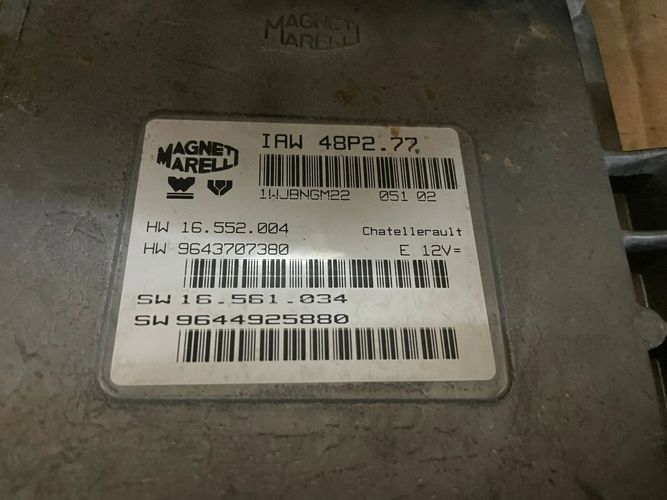 MAGNETI
MARELLI
MAGNETI
MARELLI
IAW 48P2.77
1WJBNGM22 051 02
HW 16.552.004
Chatellerault
HW 9643707380
E 12V=
SW 16.561.034
SW 9644925880